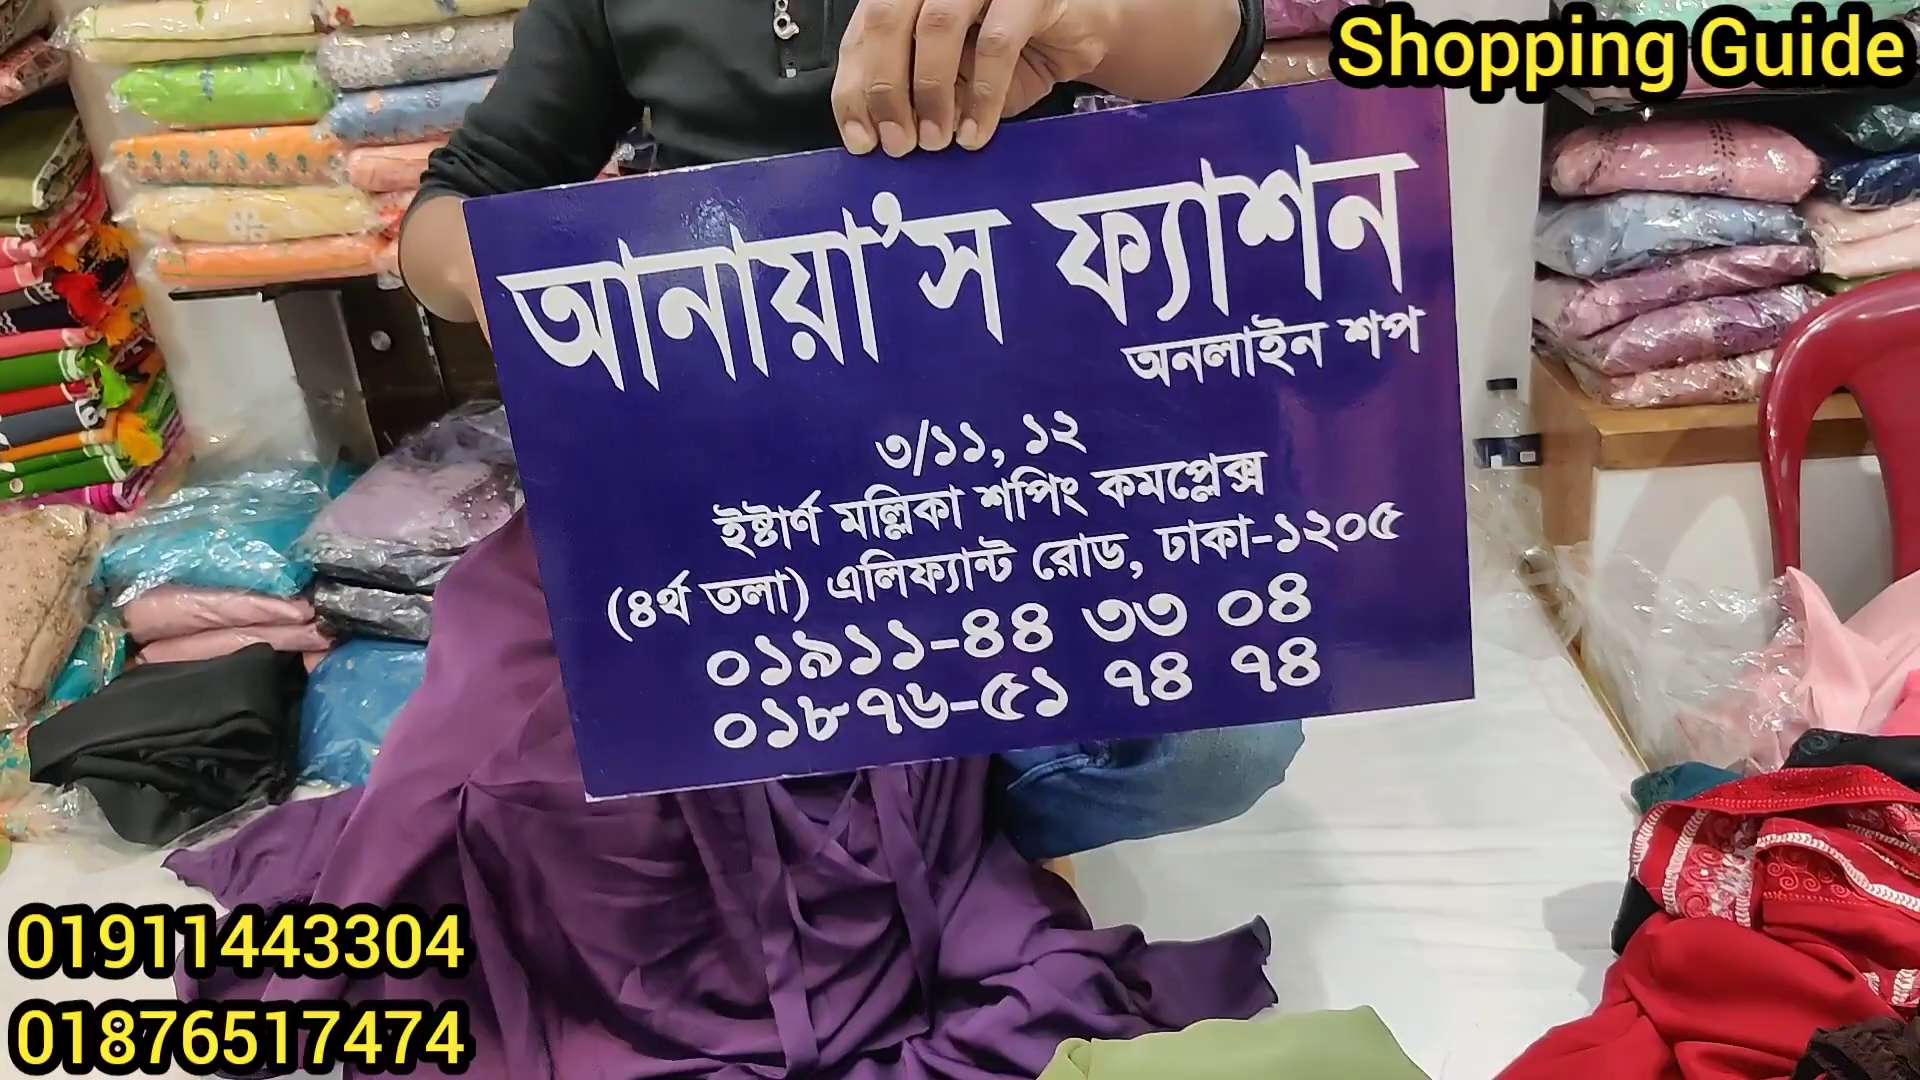 Shopping Guide
আনায়া'স ফ্যাশন
অনলাইন শপ
৩/১১, ১২
ইষ্টার্ণ মল্লিকা শপিং কমপ্লেক্স
(৪র্থ তলা) এলিফ্যান্ট রোড, ঢাকা-১২০৫
০১৯১১-৪৪ ৩৩ ০৪
০১৮৭৬-৫১ ৭৪ ৭৪
01911443304
01876517474